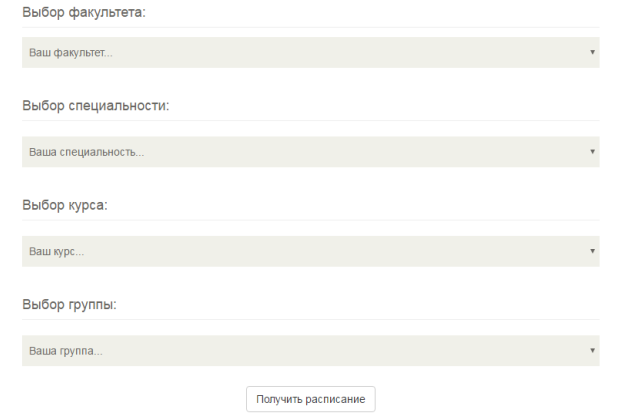 Выбор факультета:
Ваш факультет...
Выбор специальности:
Ваша специальность...
Выбор курса:
Ваш курс...
Выбор группы:
Ваша группа...
Получить расписание